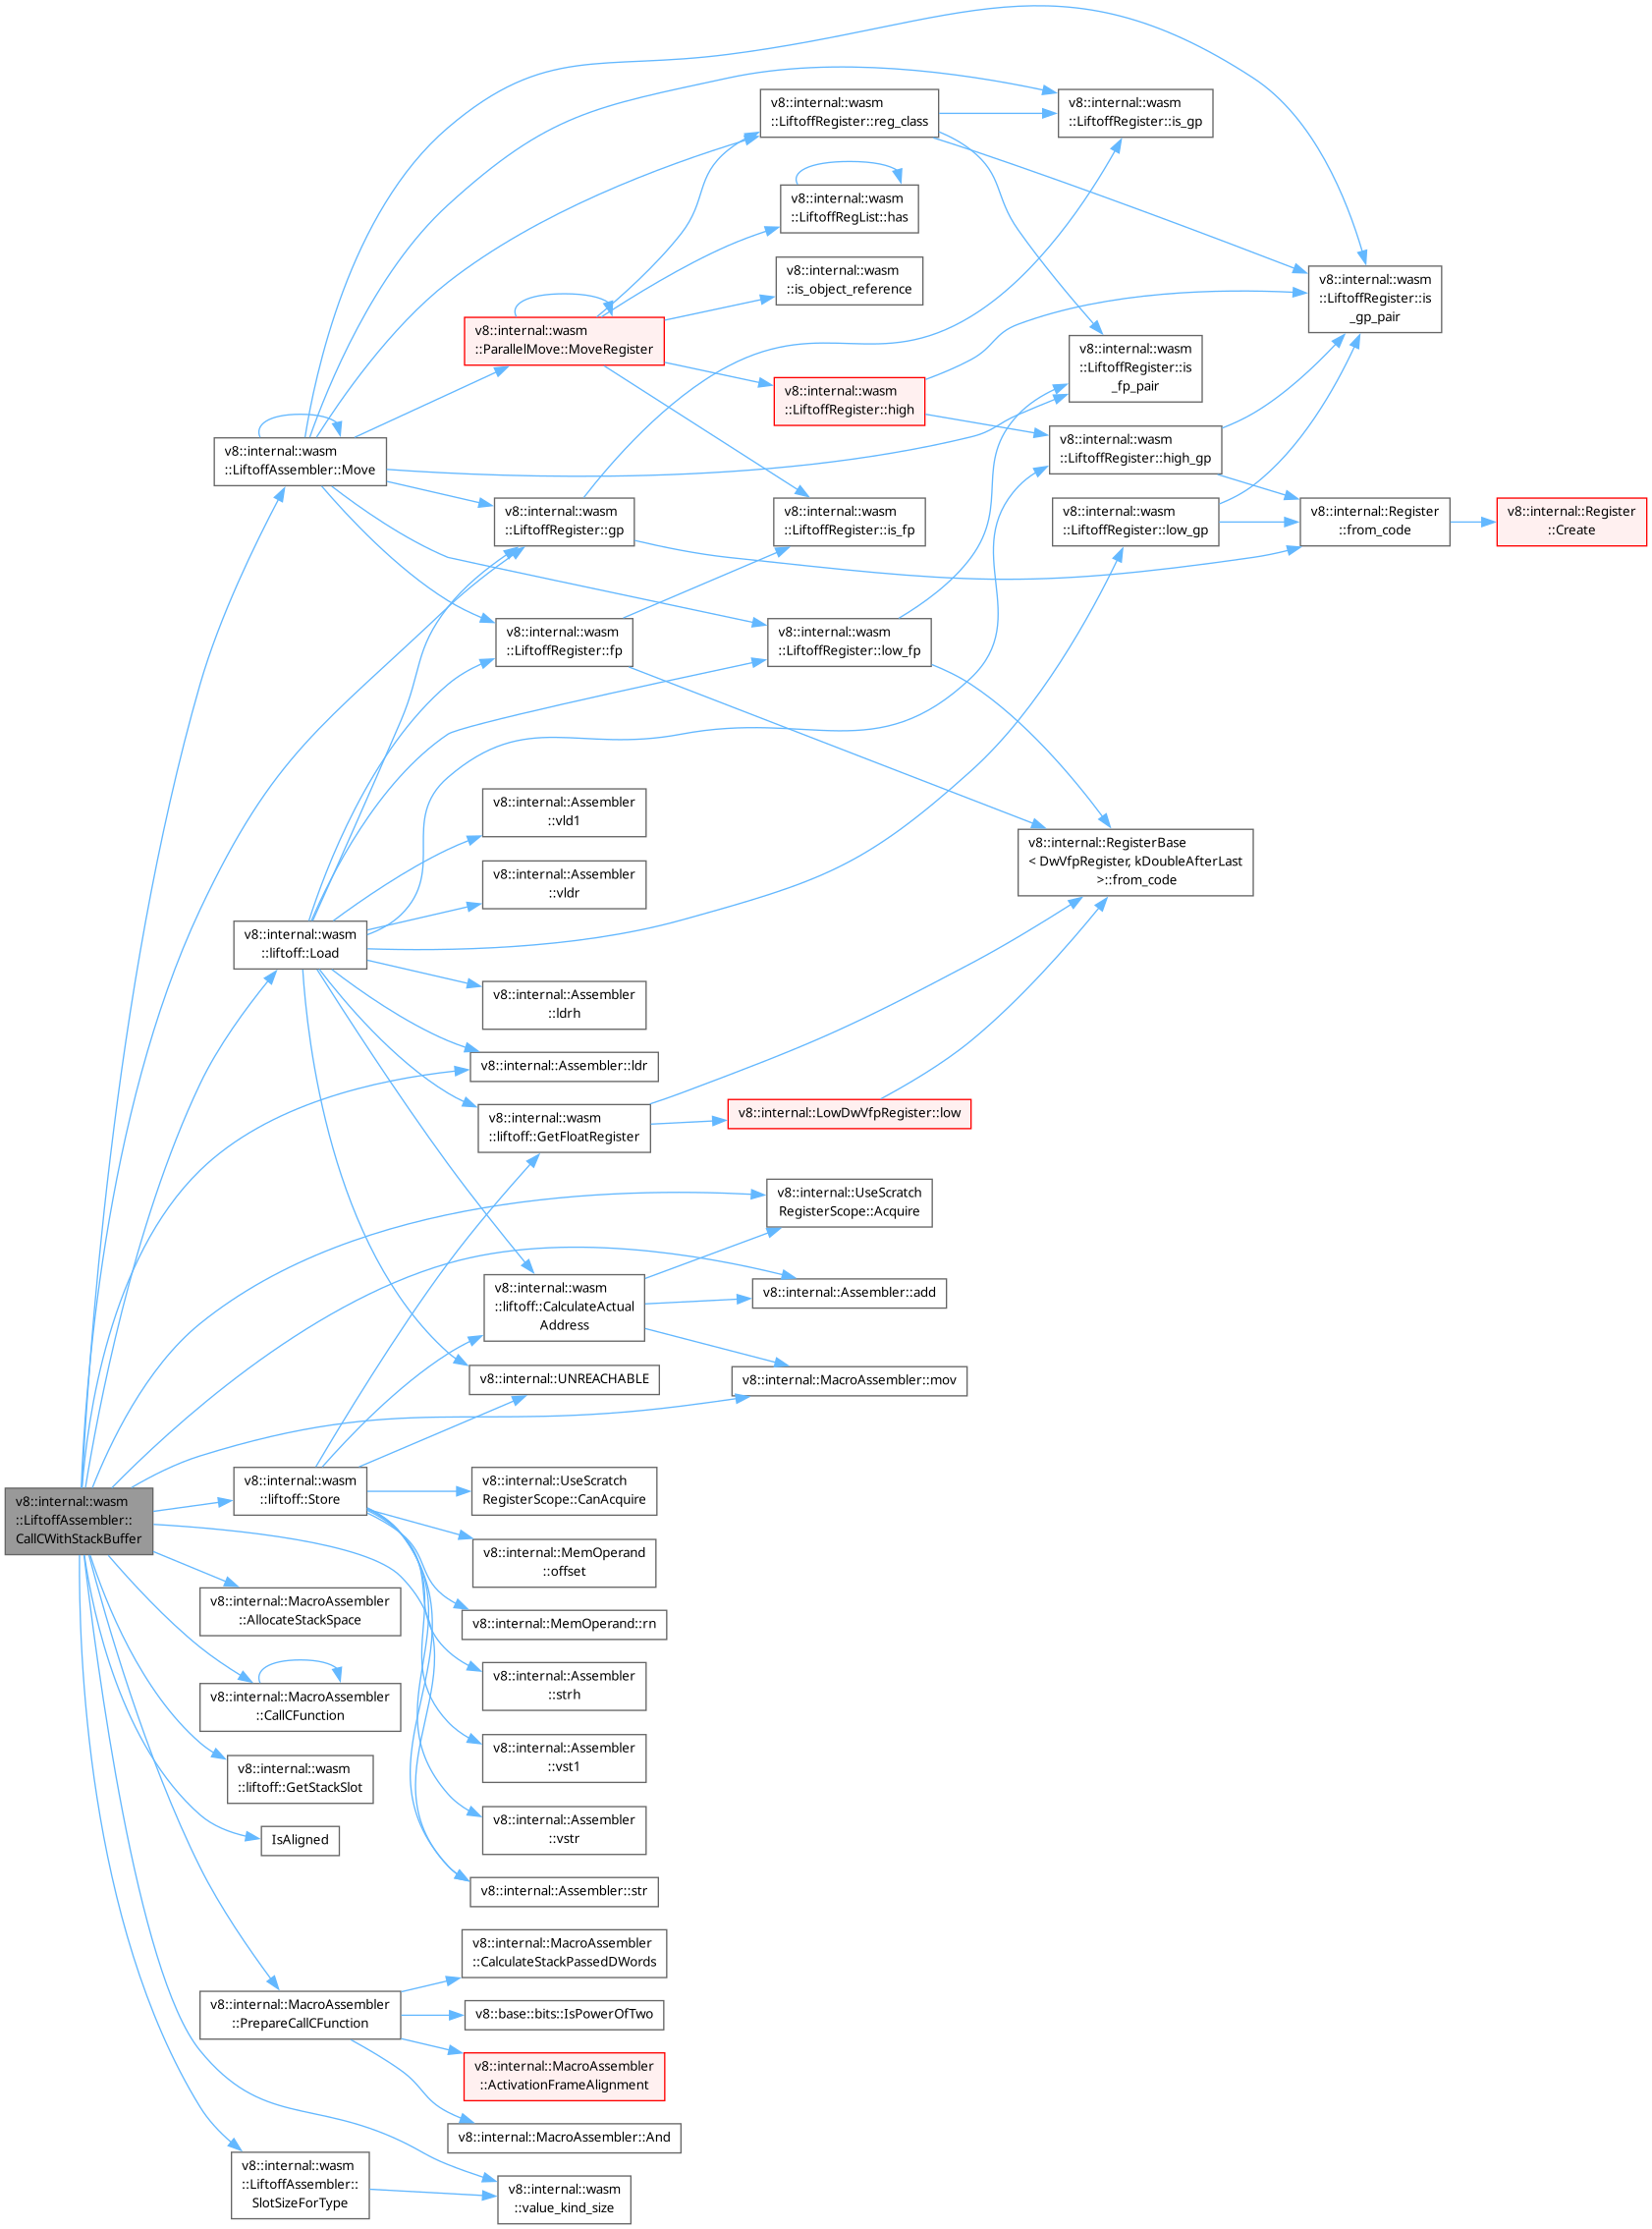 v8::internal::wasm
::LiftoffRegister::reg_class
v8::internal::wasm
::LiftoffRegister::is_gp
v8::internal::wasm
::LiftoffRegList::has
v8::internal::wasm
::is_object_reference
v8::internal::wasm
::LiftoffRegister::is
_gp_pair
v8::internal::wasm
::ParallelMove::MoveRegister
v8::internal::wasm
::LiftoffRegister::is
_fp_pair
v8::internal::wasm
::LiftoffRegister::high
v8::internal::wasm
::LiftoffAssembler::Move
v8::internal::wasm
::LiftoffRegister::high_gp
v8::internal::wasm
::LiftoffRegister::gp
v8::internal::wasm
::LiftoffRegister::is_fp
v8::internal::wasm
::LiftoffRegister::low_gp
v8::internal::Register
::from_code
v8::internal::Register
::Create
v8::internal::wasm
::LiftoffRegister::fp
v8::internal::wasm
::LiftoffRegister::low_fp
v8::internal::Assembler
::vld1
v8::internal::RegisterBase
< DwVfpRegister, kDoubleAfterLast
>::from_code
v8::internal::Assembler
::vldr
v8::internal::wasm
::liftoff::Load
v8::internal::Assembler
::ldrh
v8::internal::Assembler::ldr
v8::internal::wasm
::liftoff::GetFloatRegister
v8::internal::LowDwVfpRegister::low
v8::internal::UseScratch
RegisterScope::Acquire
v8::internal::wasm
::liftoff::CalculateActual
Address
v8::internal::Assembler::add
v8::internal::UNREACHABLE
v8::internal::MacroAssembler::mov
v8::internal::wasm
::liftoff::Store
v8::internal::UseScratch
RegisterScope::CanAcquire
v8::internal::wasm
::LiftoffAssembler::
CallCWithStackBuffer
v8::internal::MemOperand
::offset
v8::internal::MacroAssembler
::AllocateStackSpace
v8::internal::MemOperand::rn
v8::internal::Assembler
::strh
v8::internal::MacroAssembler
::CallCFunction
v8::internal::Assembler
::vst1
v8::internal::wasm
::liftoff::GetStackSlot
v8::internal::Assembler
::vstr
IsAligned
v8::internal::Assembler::str
v8::internal::MacroAssembler
::CalculateStackPassedDWords
v8::internal::MacroAssembler
::PrepareCallCFunction
v8::base::bits::IsPowerOfTwo
v8::internal::MacroAssembler
::ActivationFrameAlignment
v8::internal::MacroAssembler::And
v8::internal::wasm
::LiftoffAssembler::
SlotSizeForType
v8::internal::wasm
::value_kind_size